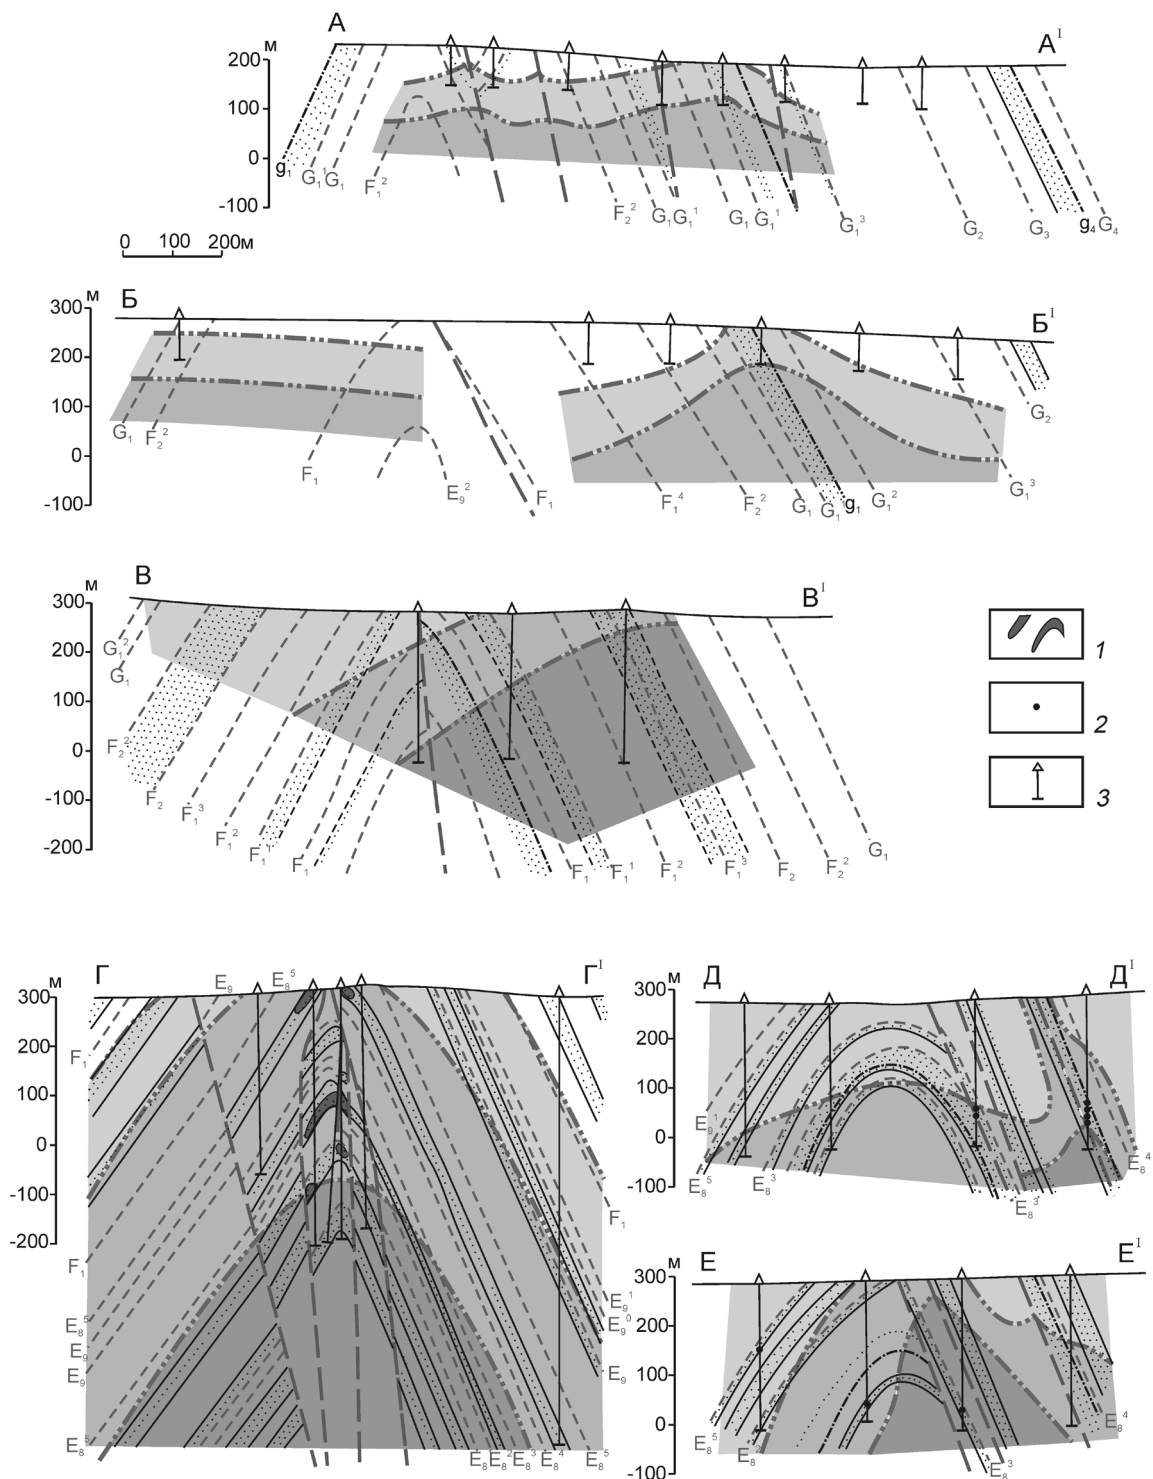 А
Аᴵ
м
200
100
0
-100
g₁ G₁¹ G₁ F₁² F₂² G₁ G₁¹ G₁ G₁¹ G₁³ G₂ G₃ g₄ G₄
0 100 200м
Б
Бᴵ
м
300
200
100
0
-100
G₁ F₂² F₁ E₉² F₁ F₁⁴ F₂² G₁ G₁¹ g₁ G₁² G₁³ G₂
В
Вᴵ
м
300
200
100
0
-100
-200
G₁² G₁ F₂² F₂ F₁³ F₁² F₁¹ F₁ F₁ F₁¹ F₁² F₁³ F₂ F₂² G₁
1
2
3
Г
Гᴵ
м
300
200
100
0
-100
-200
E₉ E₈⁵
F₁
F₁
E₈⁵
E₉
E₉
E₈⁵
F₁
E₉¹
E₉⁰
E₉
E₈ E₈² E₈³ E₈⁴ E₈⁵
Д
Дᴵ
м
300
200
100
0
-100
E₉¹
E₈⁵ E₈³ E₈³ E₈⁴
Е
Еᴵ
м
300
200
100
0
-100
E₈⁵ E₈² E₈³ E₈⁴